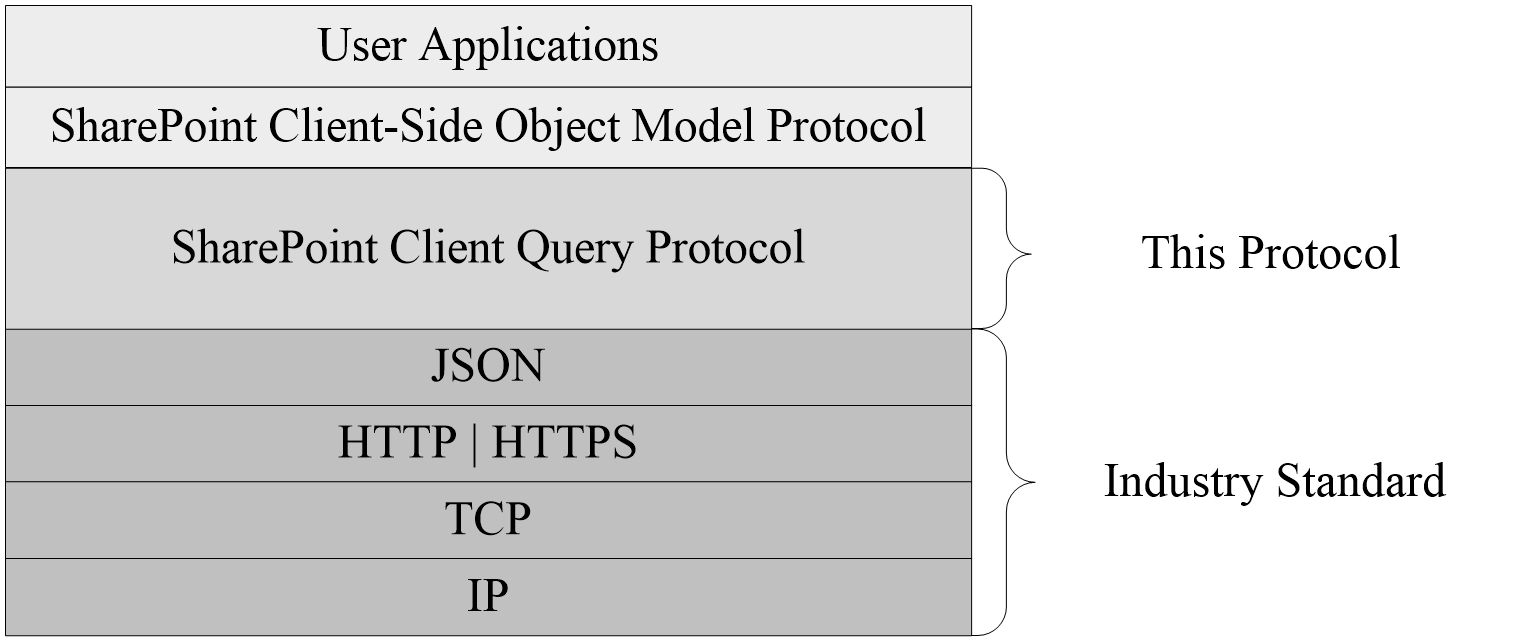 User Applications
SharePoint Client-Side Object Model Protocol
SharePoint Client Query Protocol
This Protocol
JSON
HTTP | HTTPS
TCP
IP
Industry Standard